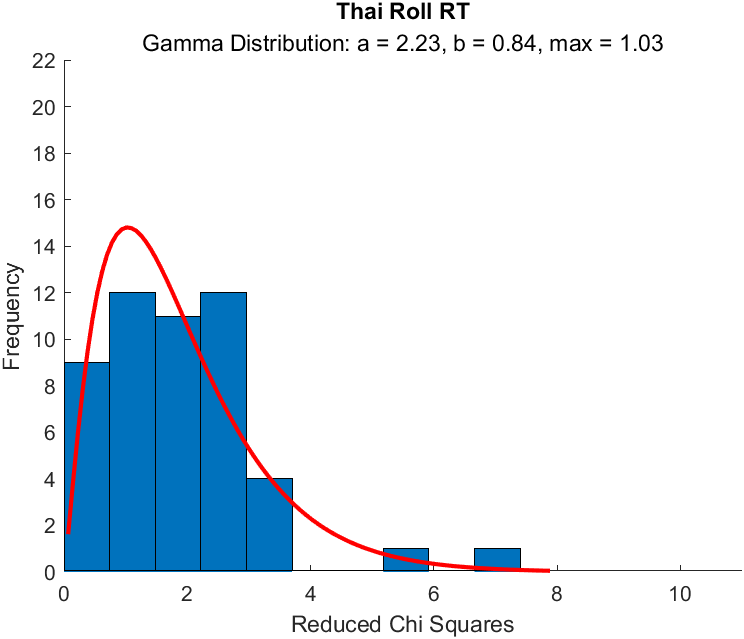 Thai Roll RT
Gamma Distribution: a = 2.23, b = 0.84, max = 1.03
22
20
18
16
14
12
10
8
6
4
2
0
Frequency
0 2 4 6 8 10
Reduced Chi Squares